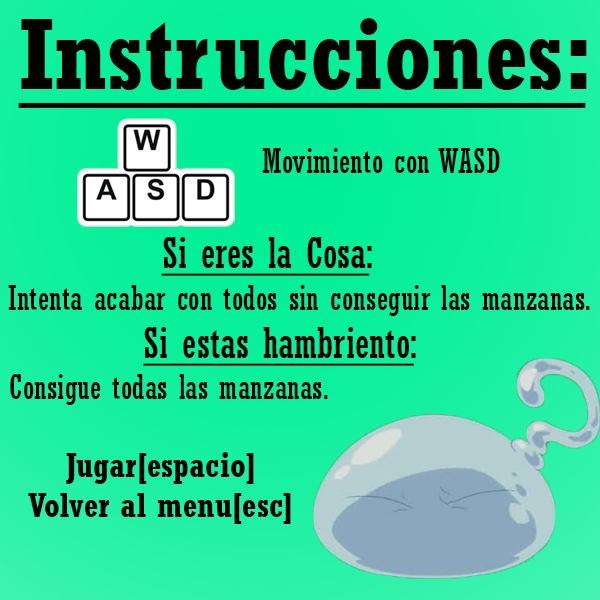 Instrucciones:
W
A S D
Movimiento con WASD
Si eres la Cosa:
Intenta acabar con todos sin conseguir las manzanas.
Si estas hambriento:
Consigue todas las manzanas.
Jugar[espacio]
Volver al menu[esc]